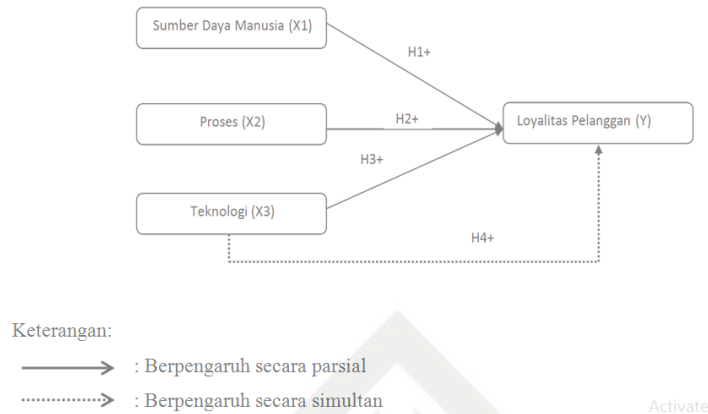 Sumber Daya Manusia (X1)
H1+
Proses (X2)
H2+
Loyalitas Pelanggan (Y)
H3+
Teknologi (X3)
H4+
Keterangan:
: Berpengaruh secara parsial
: Berpengaruh secara simultan
Activate